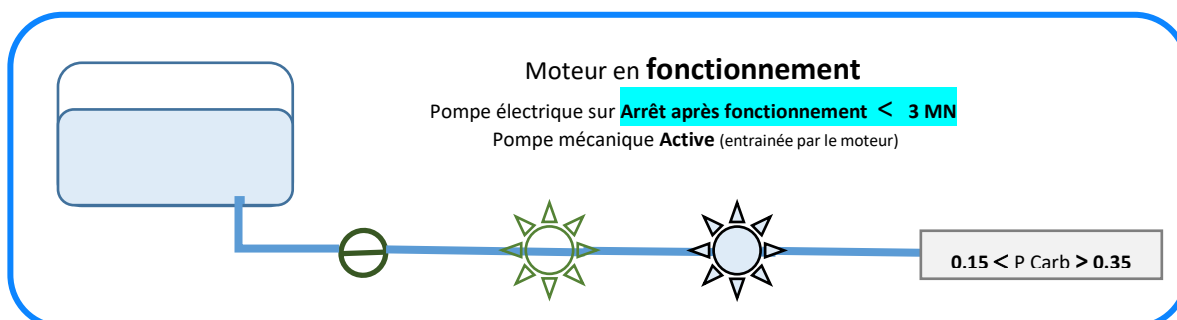 Moteur en fonctionnement
Pompe électrique sur Arrêt après fonctionnement < 3 MN
Pompe mécanique Active (entrainée par le moteur)
0.15 < P Carb > 0.35